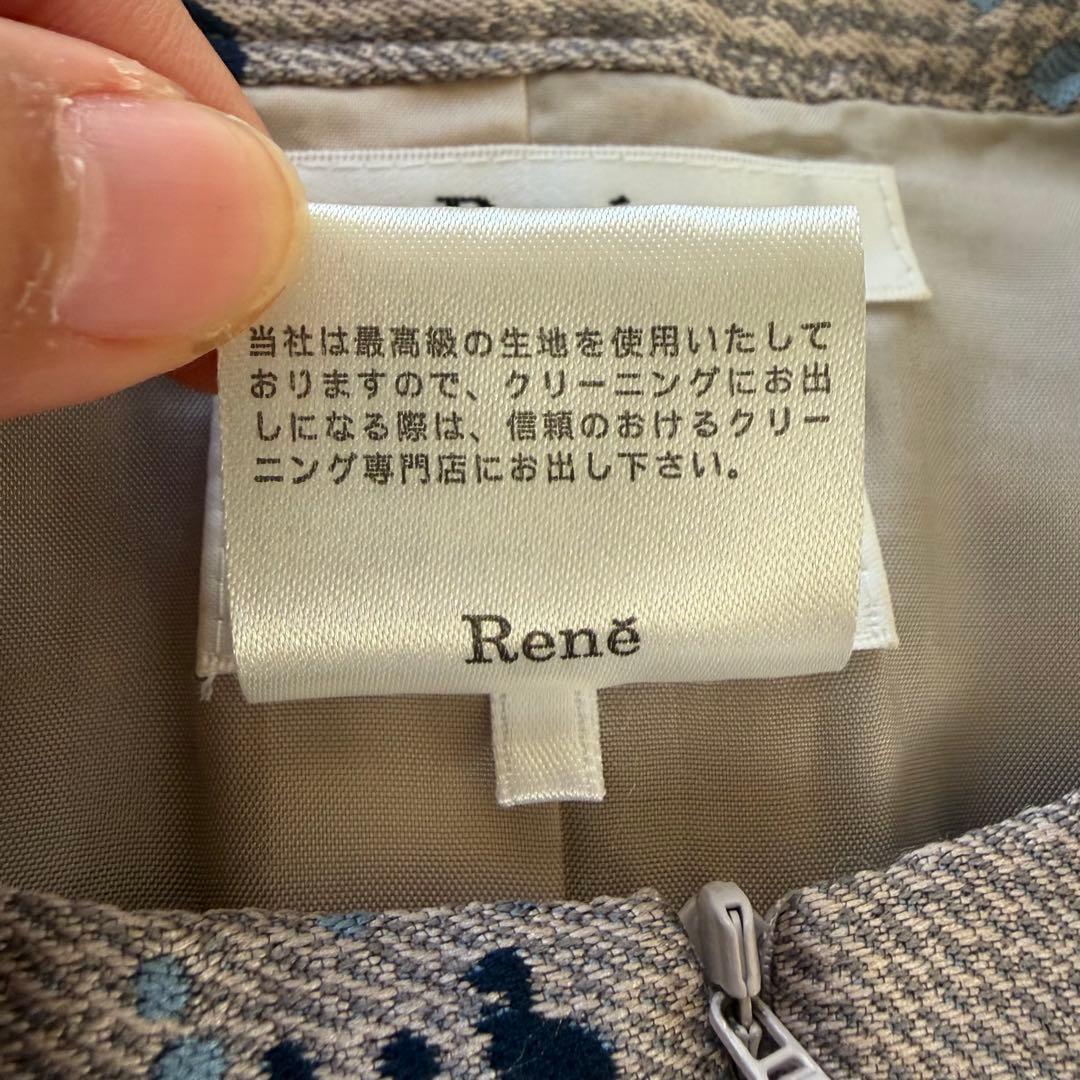 当社は最高級の生地を使用いたして
おりますので、クリーニングにお出
しになる際は、信頼のおけるクリー
ニング専門店にお出し下さい。
Reně